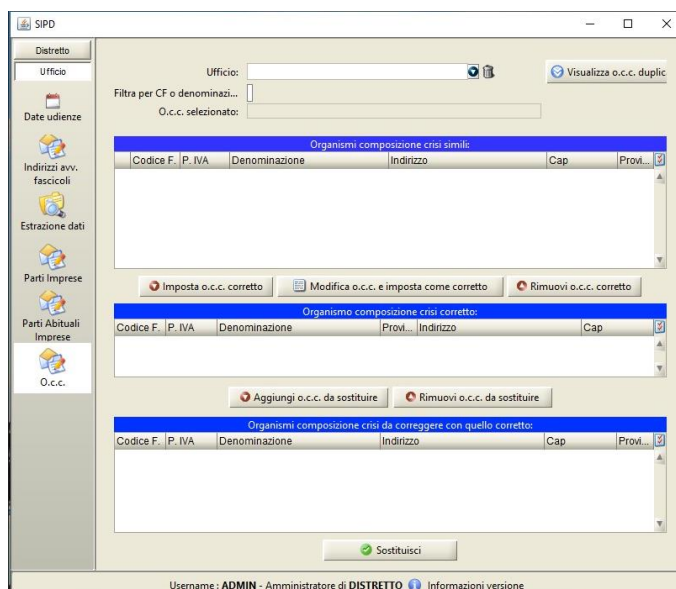 SIPD
Distretto
Ufficio
Date udienze
Indirizzi avv.
fascicoli
Estrazione dati
Parti Imprese
Parti Abituali
Imprese
O.c.c.
Ufficio:
Visualizza o.c.c. duplic
Filtra per CF o denominazi...
O.c.c. selezionato:
Organismi composizione crisi simili:
Codice F. P. IVA Denominazione Indirizzo Cap Provi...
Imposta o.c.c. corretto Modifica o.c.c. e imposta come corretto Rimuovi o.c.c. corretto
Organismo composizione crisi corretto:
Codice F. P. IVA Denominazione Provi... Indirizzo Cap
Aggiungi o.c.c. da sostituire Rimuovi o.c.c. da sostituire
Organismi composizione crisi da correggere con quello corretto:
Codice F. P. IVA Denominazione Indirizzo Cap Provi...
Sostituisci
Username : ADMIN - Amministratore di DISTRETTO Informazioni versione